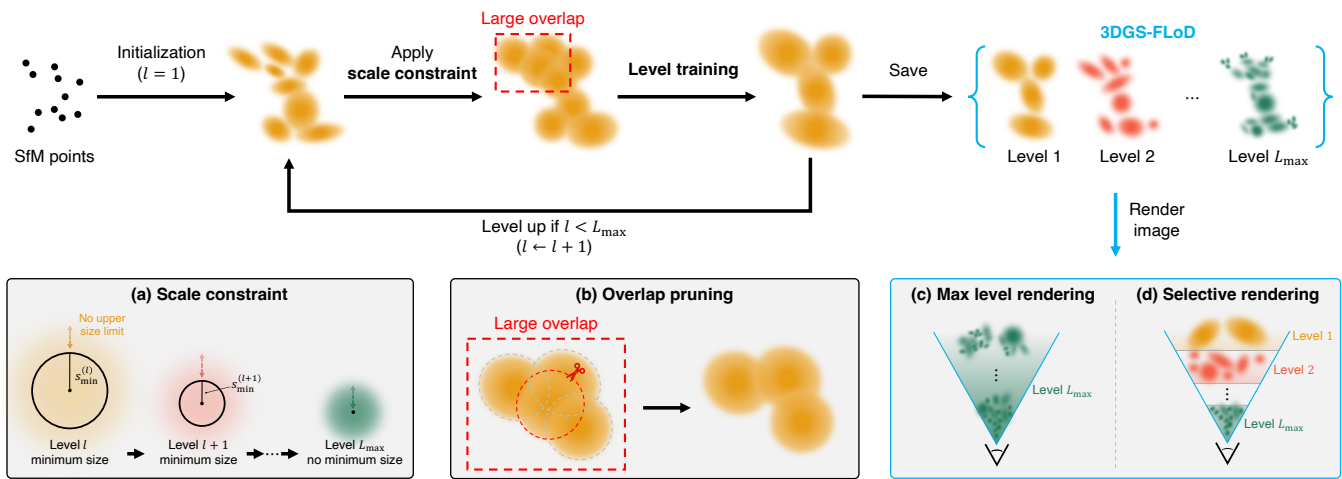 SfM points
Initialization
(l = 1)
Apply
scale constraint
Large overlap
Level training
Save
3DGS-FLoD
Level 1
Level 2
...
Level L_max
Level up if l < L_max
(l ← l + 1)
Render
image
(a) Scale constraint
No upper
size limit
s_min^(l)
s_min^(l+1)
Level l
minimum size
Level l + 1
minimum size
Level L_max
no minimum size
(b) Overlap pruning
Large overlap
(c) Max level rendering
Level L_max
(d) Selective rendering
Level 1
Level 2
Level L_max